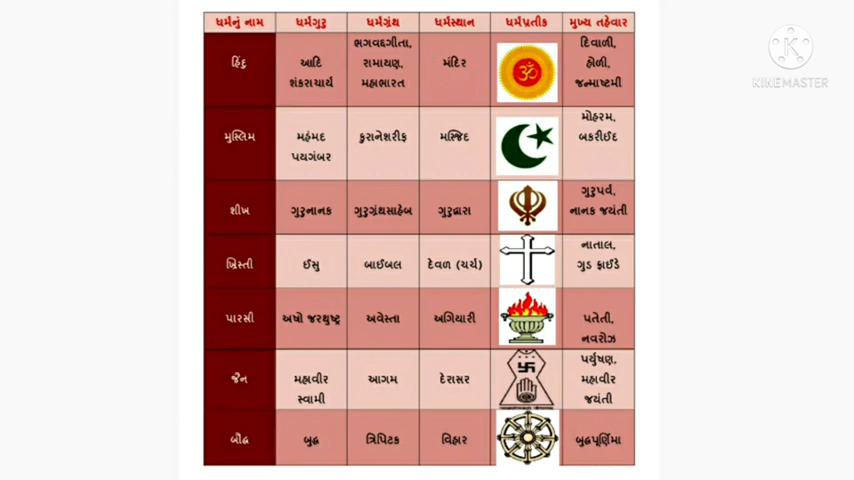 ધર્મનું નામ ધર્મગુરુ ધર્મગ્રંથ ધર્મસ્થાન ધર્મપ્રતીક મુખ્ય તહેવાર
હિંદુ આદિ શંકરાચાર્ય ભગવદ્દગીતા, રામાયણ, મહાભારત મંદિર દિવાળી, હોળી, જન્માષ્ટમી
મુસ્લિમ મહંમદ પયગંબર કુરાનેશરીફ મસ્જિદ મોહરમ, બકરીઈદ
શીખ ગુરુનાનક ગુરુગ્રંથસાહેબ ગુરુદ્વારા ગુરુપર્વ, નાનક જયંતી
ખ્રિસ્તી ઈસુ બાઈબલ દેવળ (ચર્ચ) નાતાલ, ગુડ ફ્રાઈડે
પારસી અષો જરથુષ્ટ્ર અવેસ્તા અગિયારી પતેતી, નવરોઝ
જૈન મહાવીર સ્વામી આગમ દેરાસર પર્યુષણ, મહાવીર જયંતી
બૌદ્ધ બુદ્ધ ત્રિપિટક વિહાર બુદ્ધપૂર્ણિમા
KINEMASTER